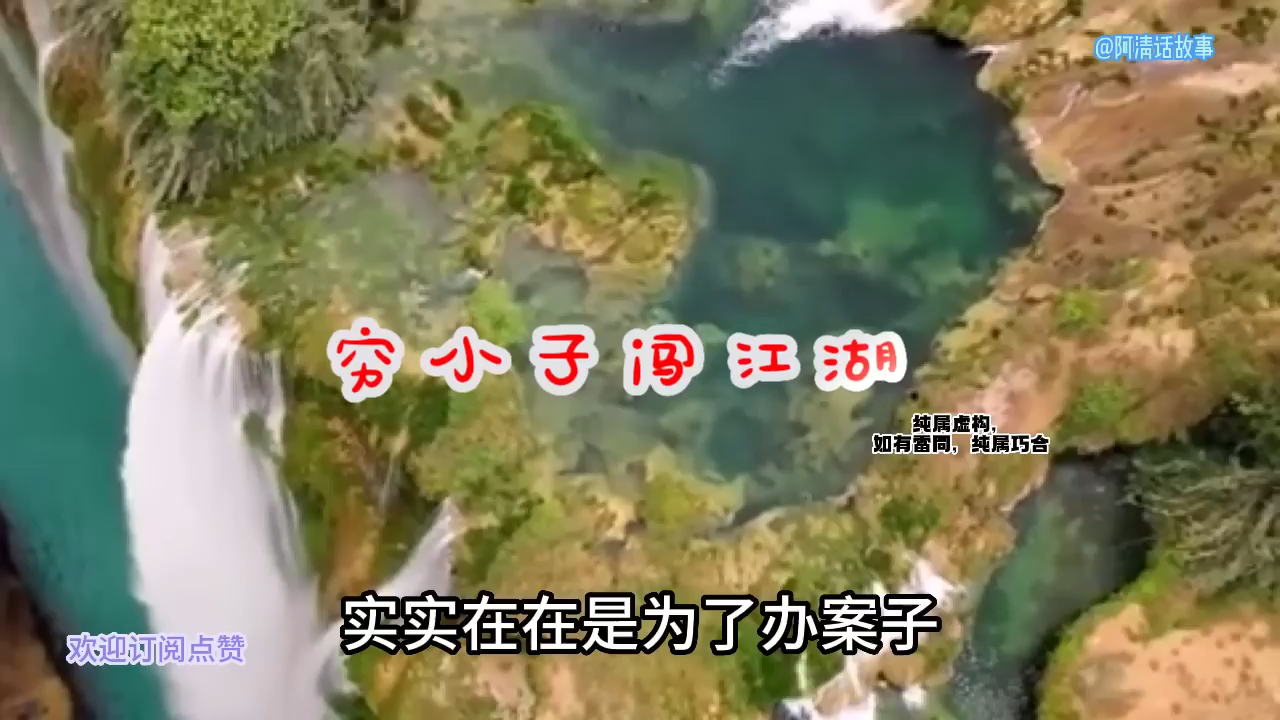 @阿清话故事
穷小子闯江湖
纯属虚构，
如有雷同，纯属巧合
实实在在是为了办案子
欢迎订阅点赞